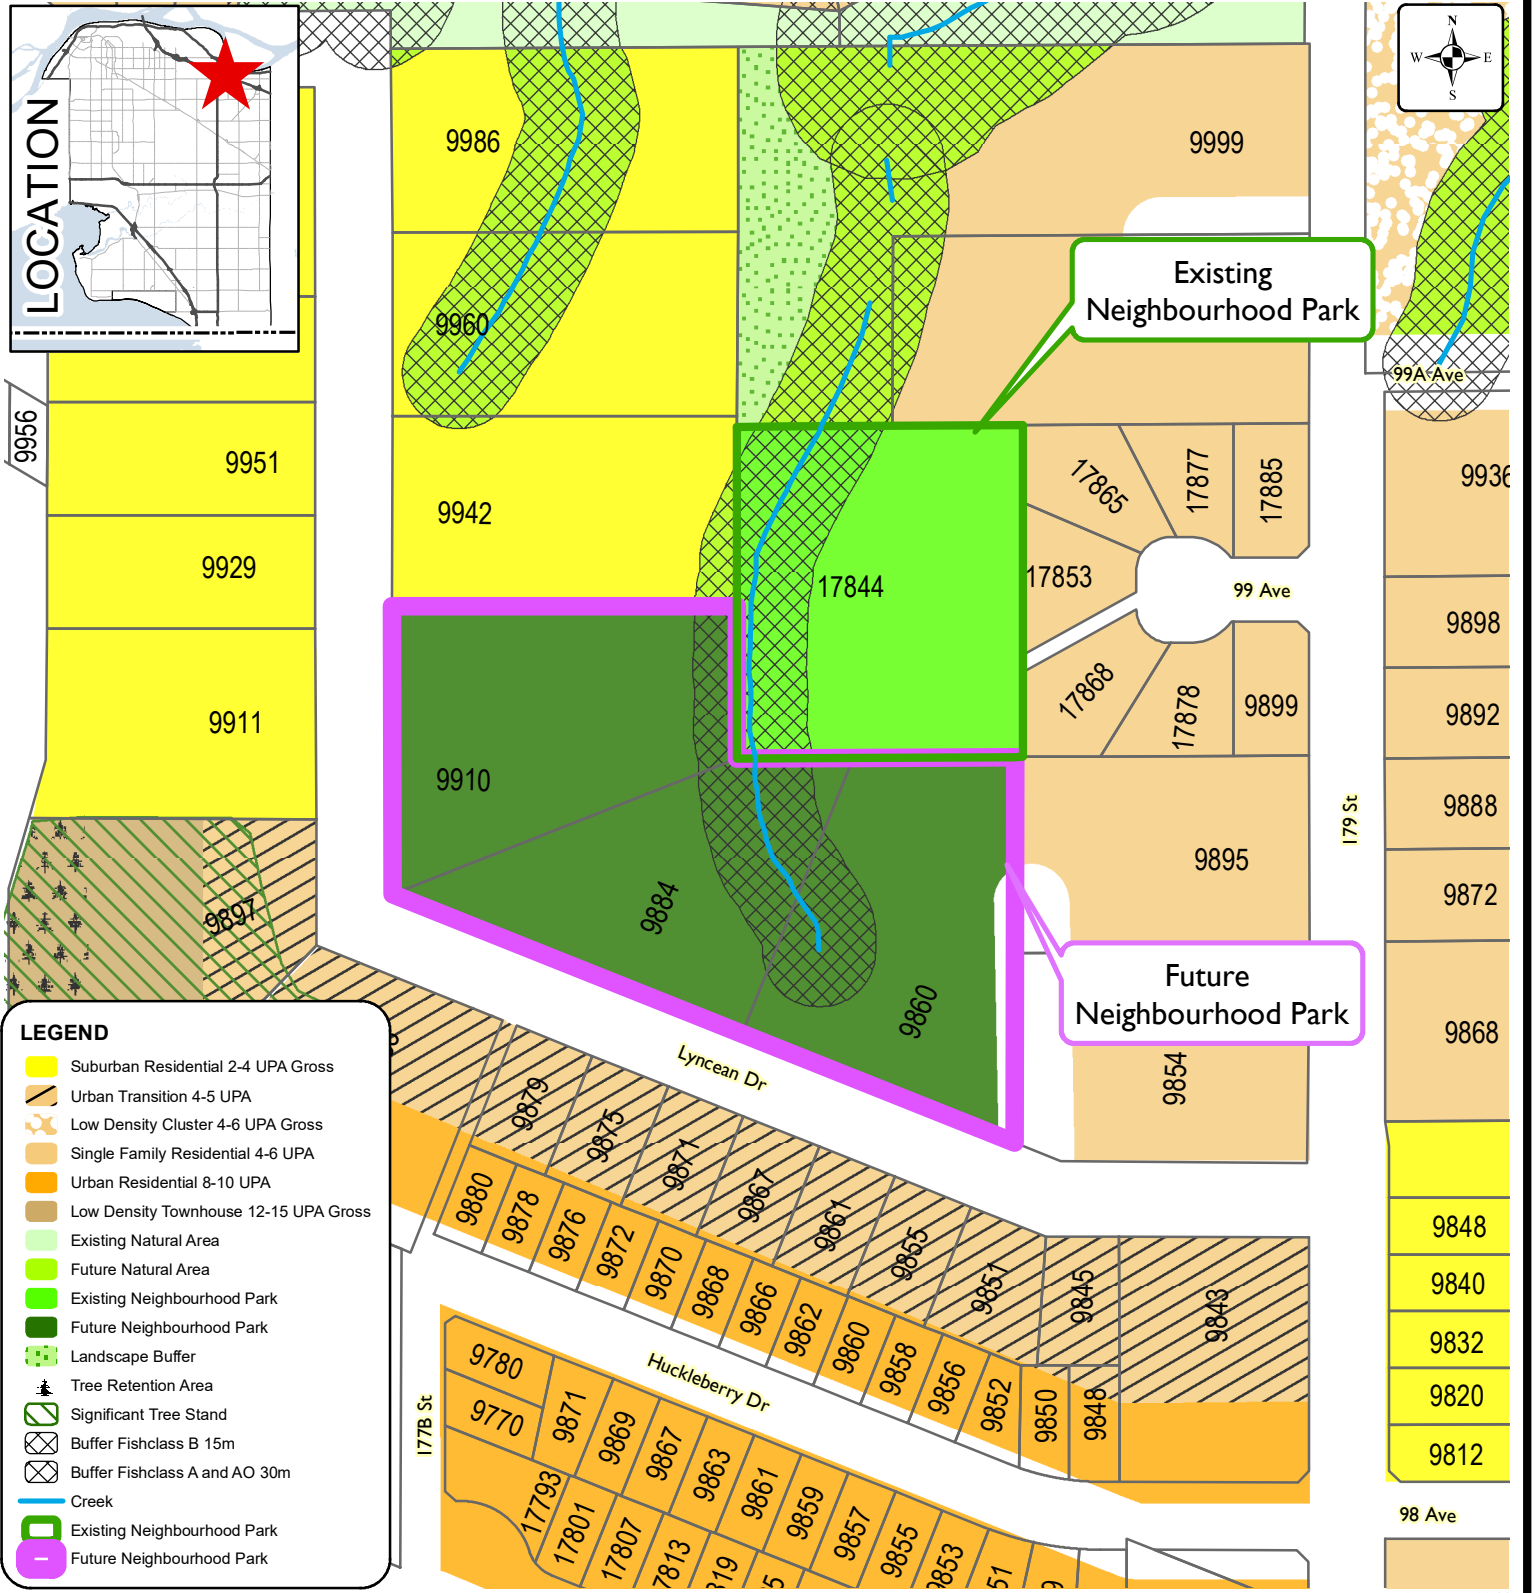 LOCATION
N
W
E
S
9986
9999
9960
Existing
Neighbourhood Park
99A Ave
9956
9951
9942
17865
17877
17885
9936
9929
17844
17853
99 Ave
9898
9911
9910
17868
17878
9899
9892
179 St
9888
9884
9895
9872
9897
9860
Future
Neighbourhood Park
9868
9854
Lyncean Dr
9879
9875
9871
9867
9861
9855
9851
9845
9843
9880
9878
9876
9872
9870
9868
9866
9862
9860
9858
9856
9852
9850
9848
9848
9840
9832
9820
9812
Huckleberry Dr
177B St
9780
9770
9871
9869
9867
9863
9861
9859
9857
9855
9853
17793
17801
17807
98 Ave
LEGEND
Suburban Residential 2-4 UPA Gross
Urban Transition 4-5 UPA
Low Density Cluster 4-6 UPA Gross
Single Family Residential 4-6 UPA
Urban Residential 8-10 UPA
Low Density Townhouse 12-15 UPA Gross
Existing Natural Area
Future Natural Area
Existing Neighbourhood Park
Future Neighbourhood Park
Landscape Buffer
Tree Retention Area
Significant Tree Stand
Buffer Fishclass B 15m
Buffer Fishclass A and AO 30m
Creek
Existing Neighbourhood Park
Future Neighbourhood Park